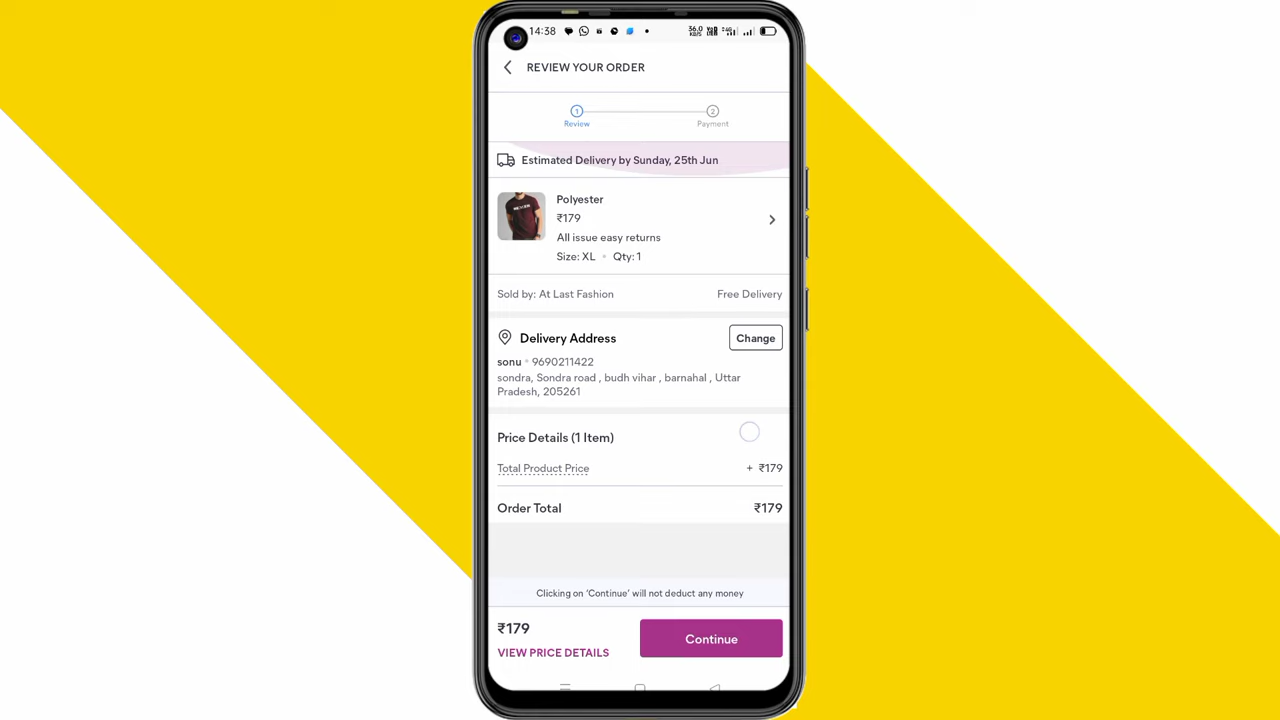 14:38
36.0
KB/S
REVIEW YOUR ORDER
1
2
Review
Payment
Estimated Delivery by Sunday, 25th Jun
Polyester
₹179
All issue easy returns
Size: XL • Qty: 1
Sold by: At Last Fashion
Free Delivery
Delivery Address
Change
sonu • 9690211422
sondra, Sondra road , budh vihar , barnahal , Uttar
Pradesh, 205261
Price Details (1 Item)
Total Product Price
+ ₹179
Order Total
₹179
Clicking on ‘Continue’ will not deduct any money
₹179
Continue
VIEW PRICE DETAILS